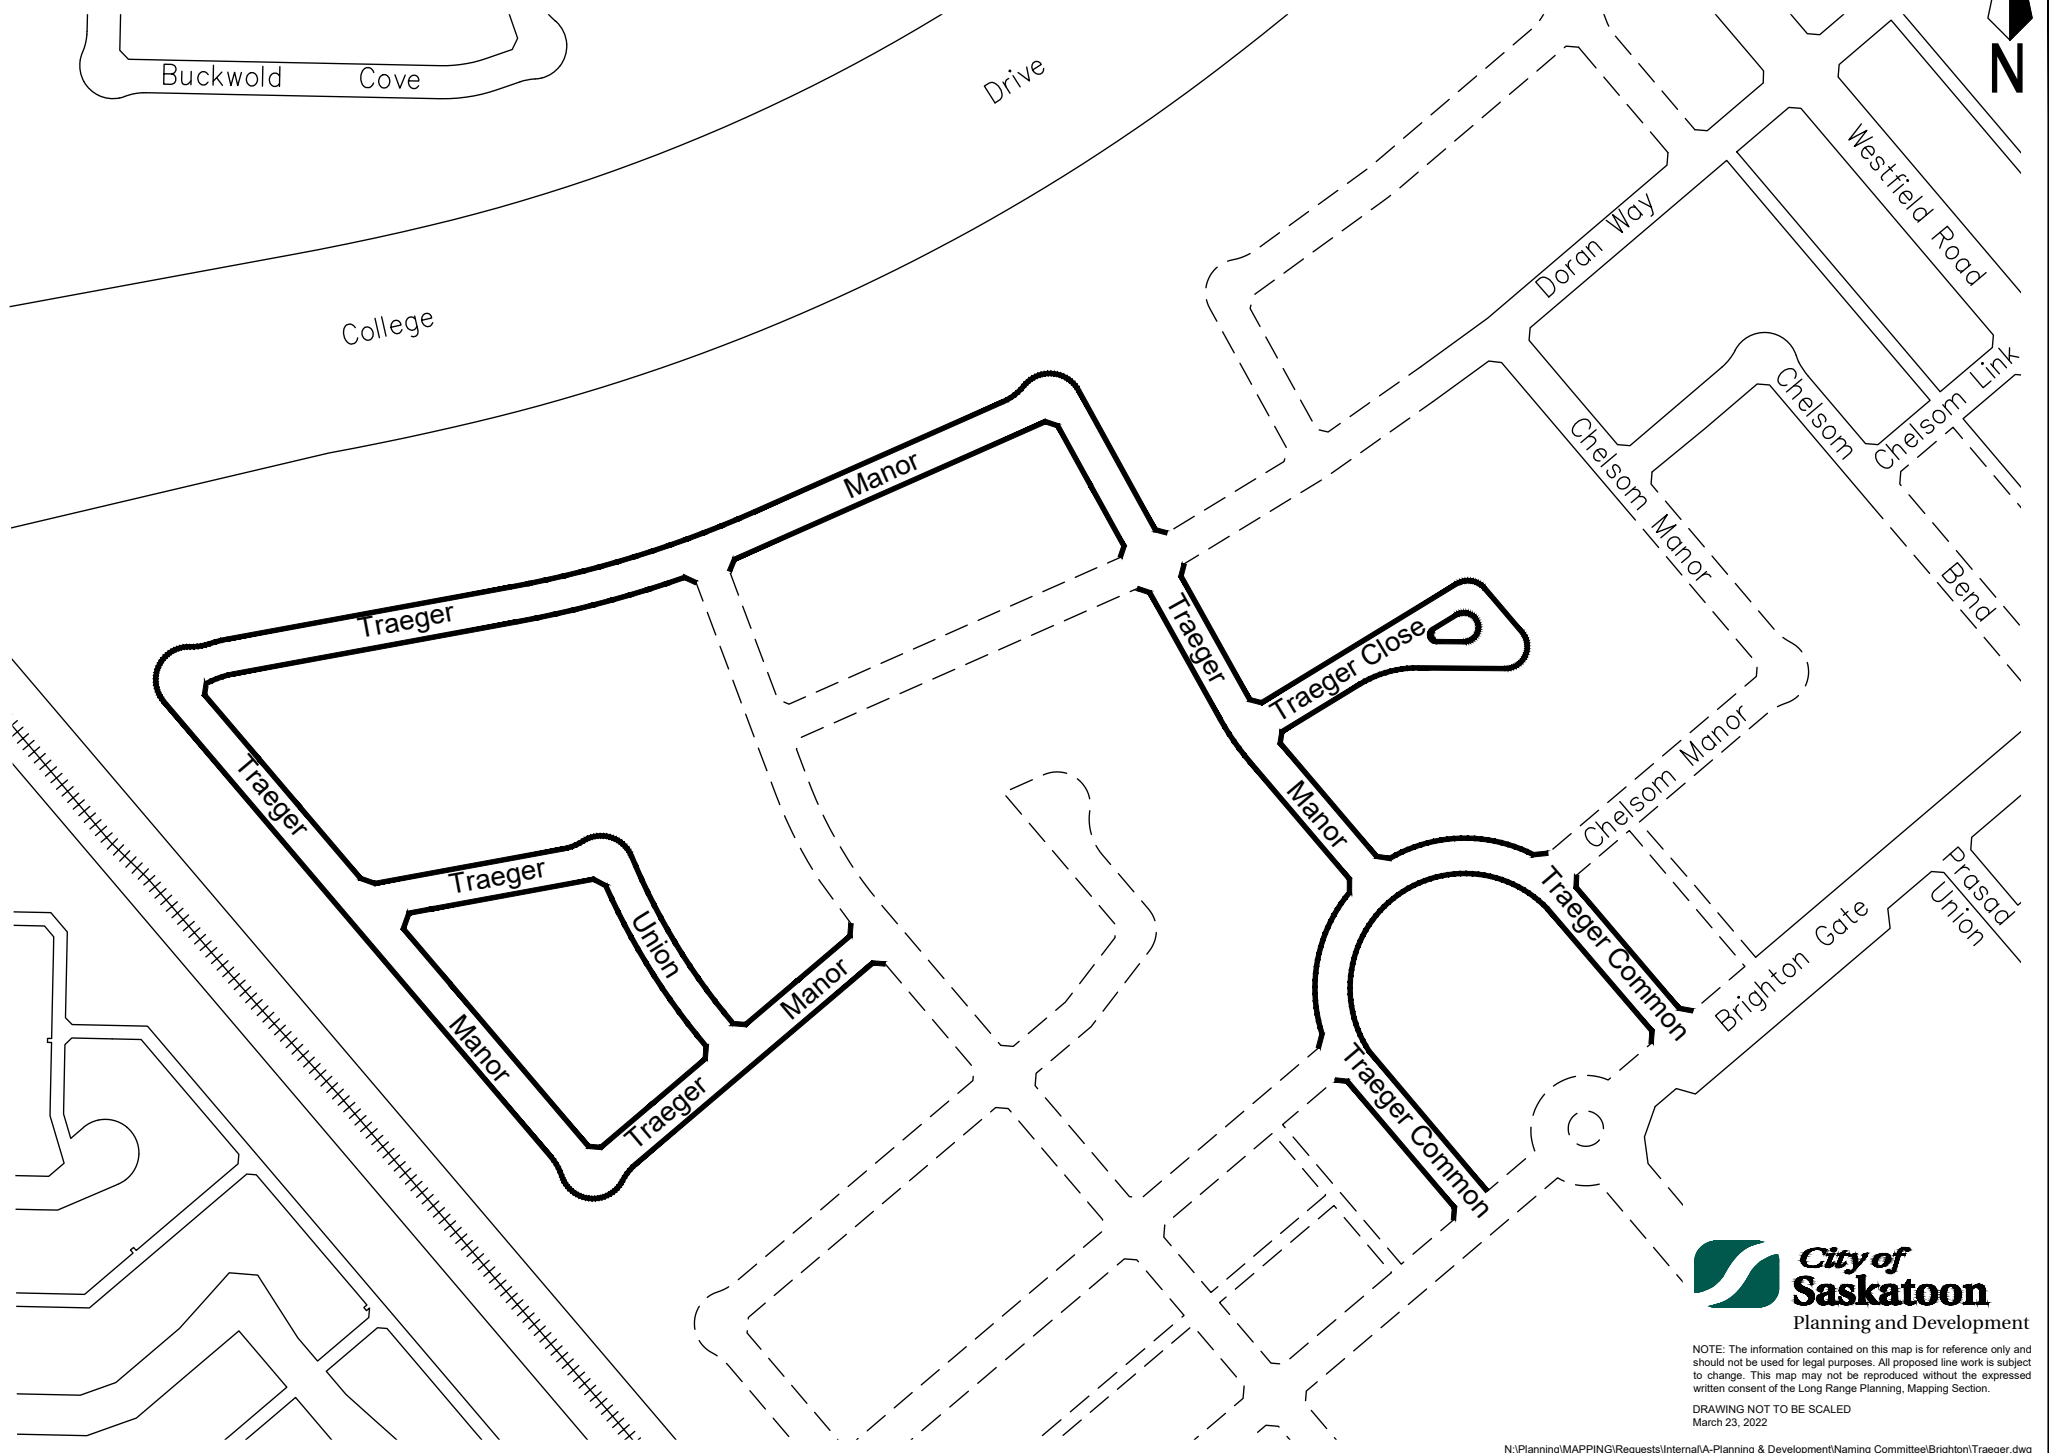 N
Buckwold Cove
Drive
College
Westfield Road
Doran Way
Chelsom Link
Chelsom
Bend
Chelsom Manor
Manor
Traeger
Traeger
Traeger Close
Manor
Chelsom Manor
Traeger
Manor
Traeger
Union
Manor
Traeger
Traeger Common
Traeger Common
Brighton Gate
Prasad
Union
City of
Saskatoon
Planning and Development
NOTE: The information contained on this map is for reference only and
should not be used for legal purposes. All proposed line work is subject
to change. This map may not be reproduced without the expressed
written consent of the Long Range Planning, Mapping Section.
DRAWING NOT TO BE SCALED
March 23, 2022
N:\Planning\MAPPING\Requests\Internal\A-Planning & Development\Naming Committee\Brighton\Traeger.dwg